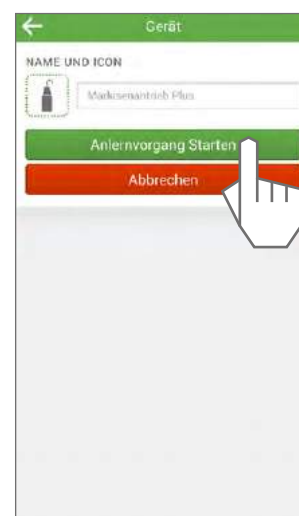 Gerät
NAME UND ICON
Markisenantrieb Plus
Anlernvorgang Starten
Abbrechen